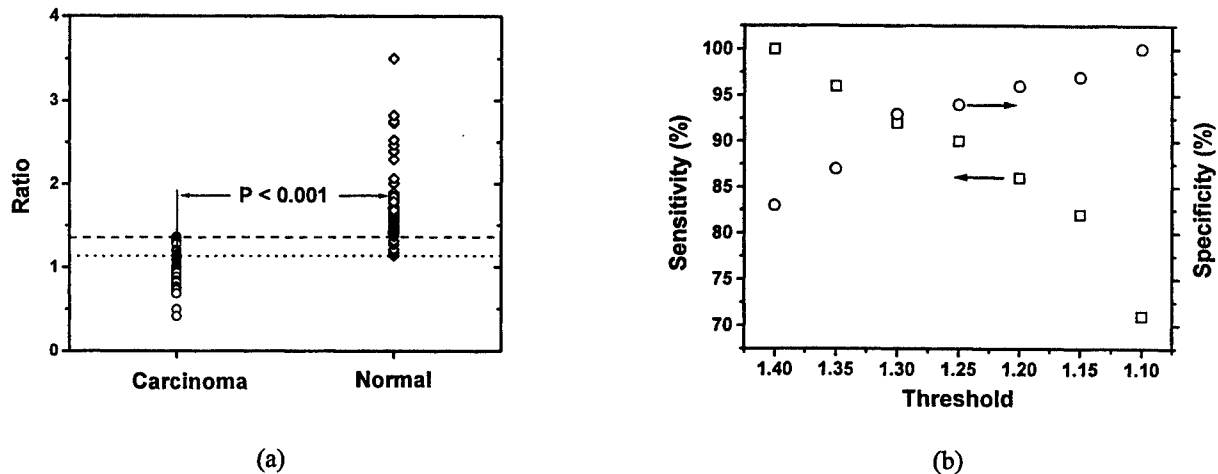 4
3
2
1
0
Ratio
P < 0.001
Carcinoma
Normal
(a)
100
95
90
85
80
75
70
Sensitivity (%)
Specificity (%)
1.40 1.35 1.30 1.25 1.20 1.15 1.10
Threshold
(b)